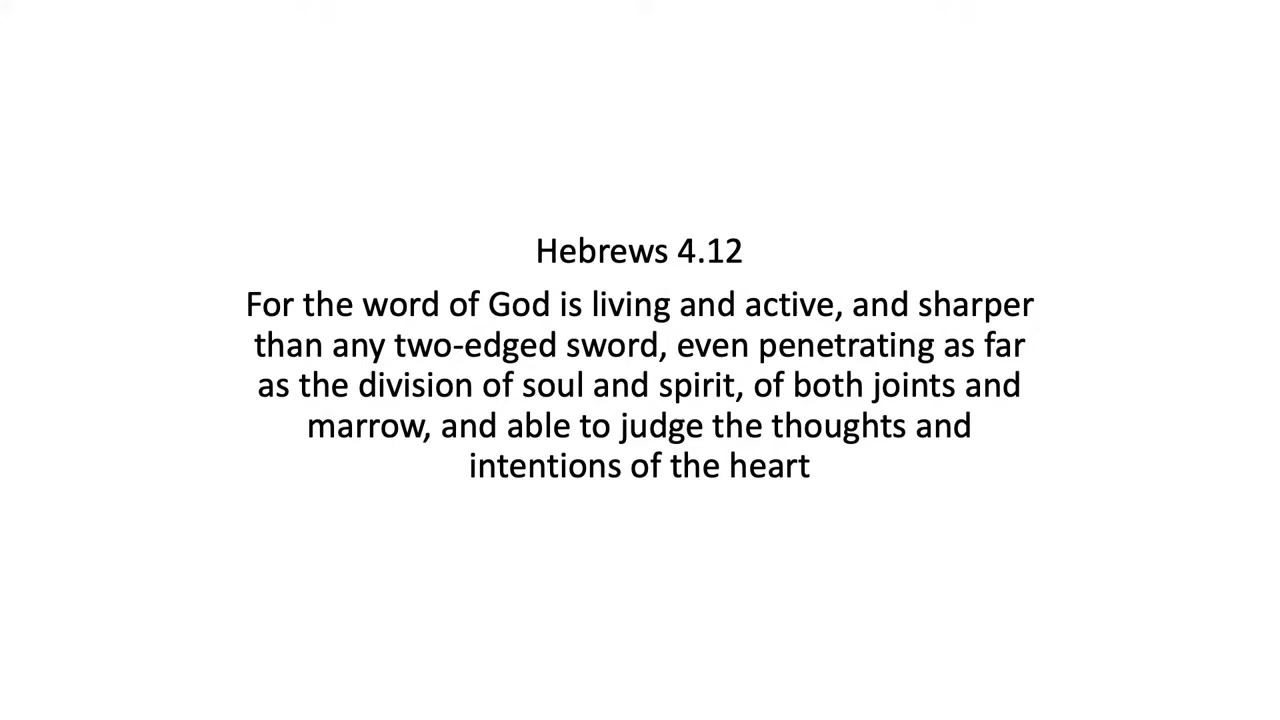 Hebrews 4.12
For the word of God is living and active, and sharper
than any two-edged sword, even penetrating as far
as the division of soul and spirit, of both joints and
marrow, and able to judge the thoughts and
intentions of the heart